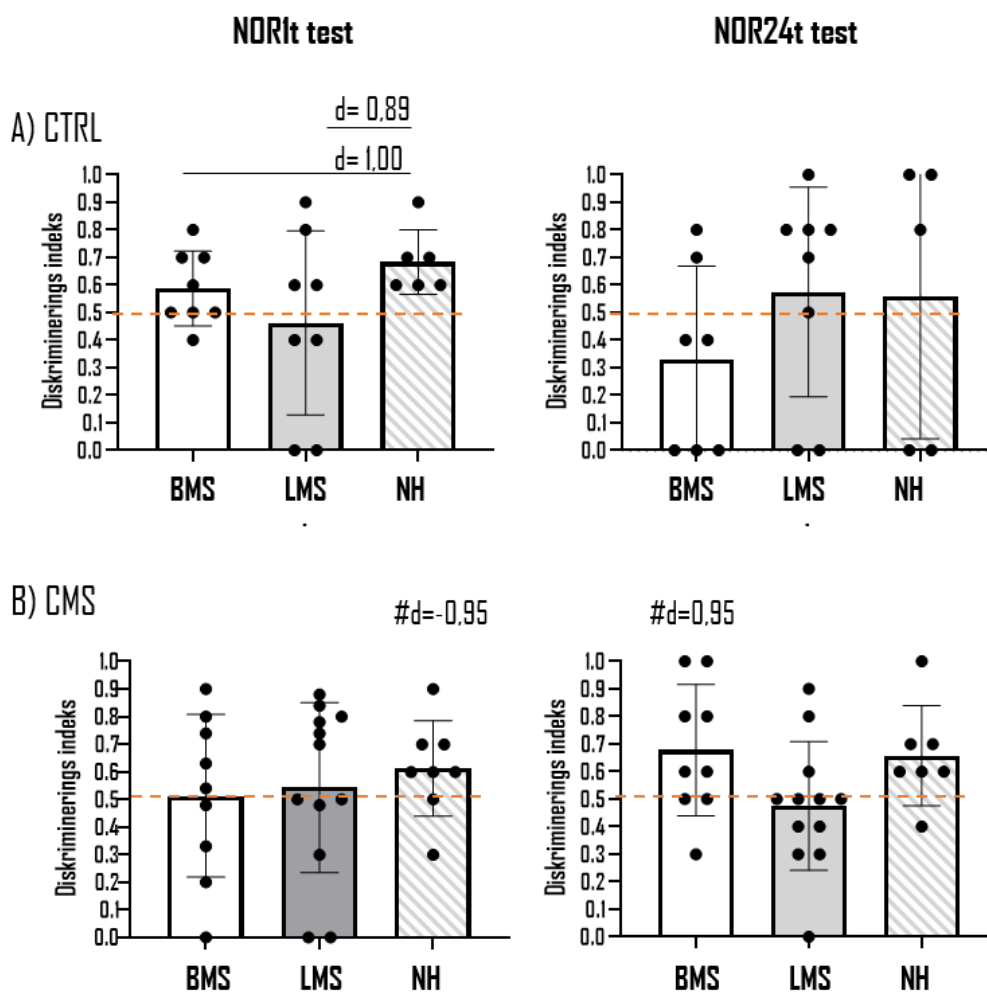 NOR1t test
NOR24t test
A) CTRL
d= 0,89
d= 1,00
Diskriminerings indeks
1.0
0.9
0.8
0.7
0.6
0.5
0.4
0.3
0.2
0.1
0.0
BMS LMS NH
Diskriminerings indeks
1.0
0.9
0.8
0.7
0.6
0.5
0.4
0.3
0.2
0.1
0.0
BMS LMS NH
B) CMS
#d=-0,95
#d=0,95
Diskriminerings indeks
1.0
0.9
0.8
0.7
0.6
0.5
0.4
0.3
0.2
0.1
0.0
BMS LMS NH
Diskriminerings indeks
1.0
0.9
0.8
0.7
0.6
0.5
0.4
0.3
0.2
0.1
0.0
BMS LMS NH